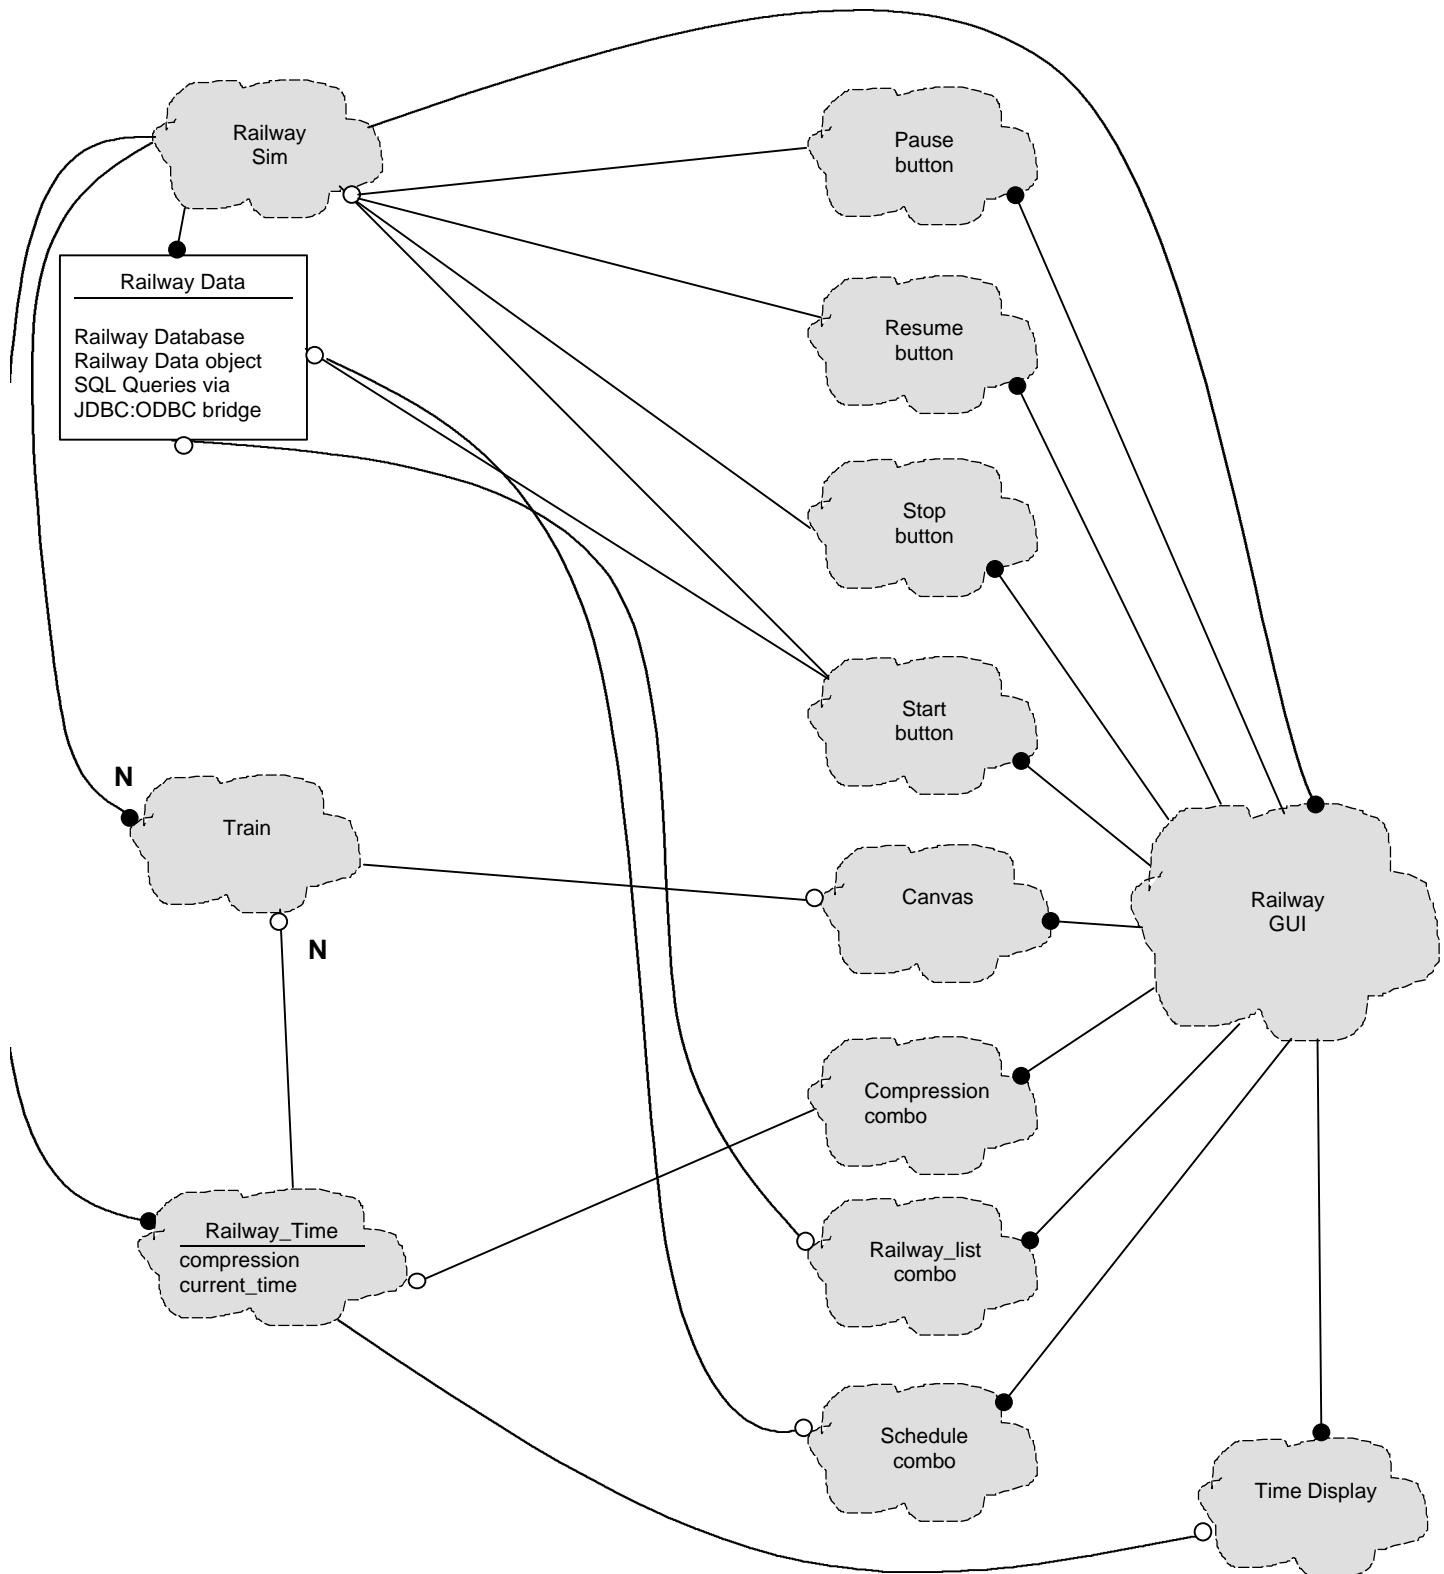 Railway
Sim
Pause
button
Railway Data
Railway Database
Railway Data object
SQL Queries via
JDBC:ODBC bridge
Resume
button
Stop
button
Start
button
N
Train
N
Canvas
Railway
GUI
Compression
combo
Railway_Time
compression
current_time
Railway_list
combo
Schedule
combo
Time Display